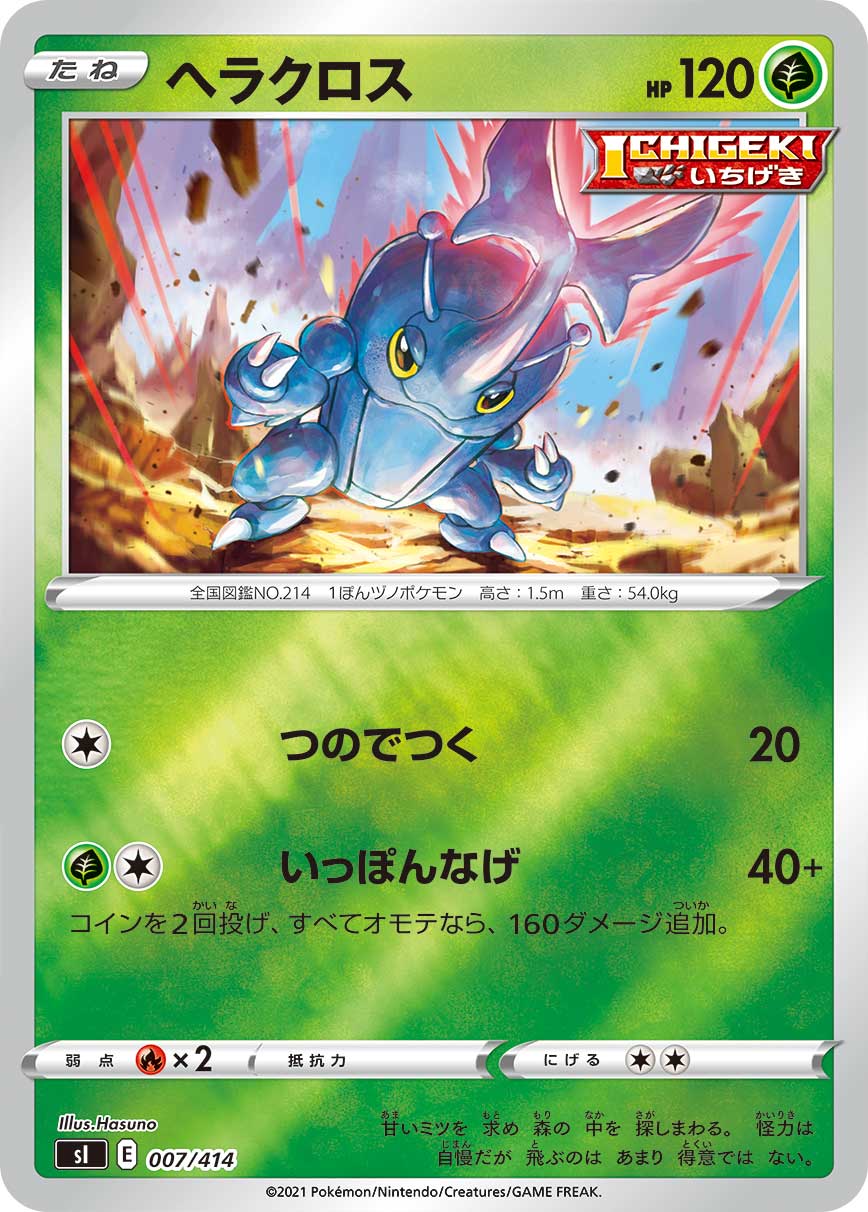 たね ヘラクロス HP 120
ICHIGEKI
いちげき
全国図鑑NO.214 1ぽんヅノポケモン 高さ：1.5m 重さ：54.0kg
つのでつく 20
いっぽんなげ 40+
コインを2回投げ、すべてオモテなら、160ダメージ追加。
弱点 ×2 抵抗力 にげる
Illus.Hasuno
sI E 007/414
甘いミツを 求め 森の 中を 探しまわる。 怪力は
自慢だが 飛ぶのは あまり 得意では ない。
©2021 Pokémon/Nintendo/Creatures/GAME FREAK.